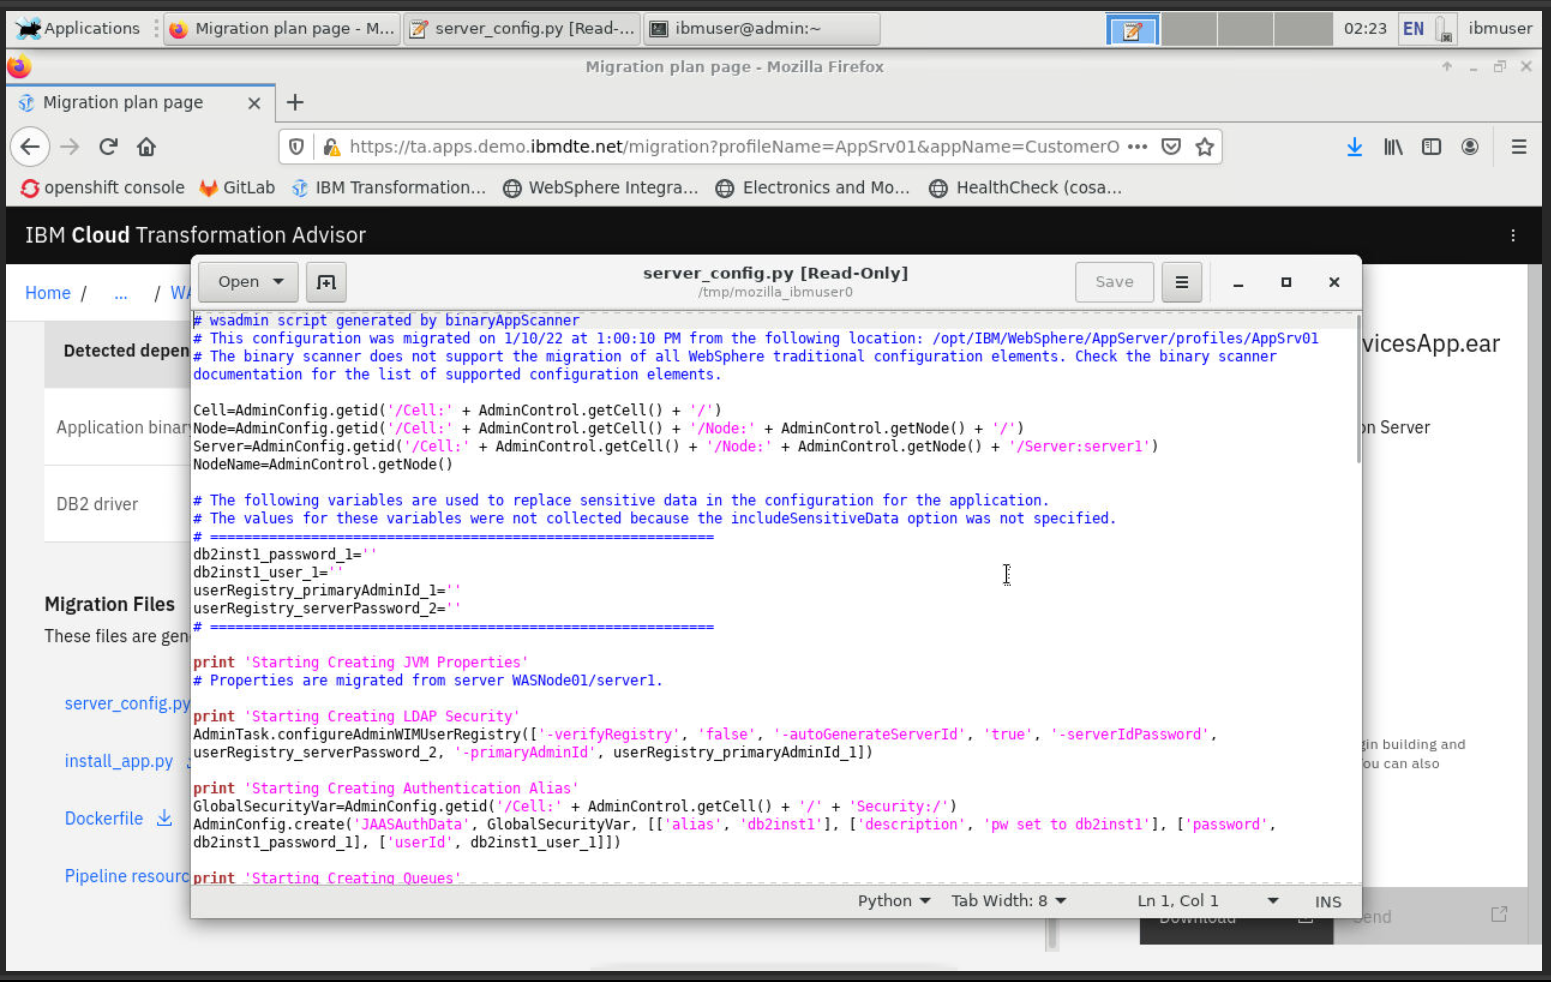 Applications
Migration plan page - M...
server_config.py [Read-...
ibmuser@admin:~
02:23
EN
ibmuser
Migration plan page - Mozilla Firefox
Migration plan page
https://ta.apps.demo.ibmdte.net/migration?profileName=AppSrv01&appName=CustomerO
openshift console
GitLab
IBM Transformation...
WebSphere Integra...
Electronics and Mo...
HealthCheck (cosa...
IBM Cloud Transformation Advisor
Home / ... / WA
vicesApp.ear
Detected depen
Application binar
on Server
DB2 driver
Migration Files
These files are gen
server_config.py
install_app.py
Dockerfile
Pipeline resourc
gin building and
You can also
Download
Send
Open
server_config.py [Read-Only]
/tmp/mozilla_ibmuser0
Save
# wsadmin script generated by binaryAppScanner
# This configuration was migrated on 1/10/22 at 1:00:10 PM from the following location: /opt/IBM/WebSphere/AppServer/profiles/AppSrv01
# The binary scanner does not support the migration of all WebSphere traditional configuration elements. Check the binary scanner
documentation for the list of supported configuration elements.
Cell=AdminConfig.getid('/Cell:' + AdminControl.getCell() + '/')
Node=AdminConfig.getid('/Cell:' + AdminControl.getCell() + '/Node:' + AdminControl.getNode() + '/')
Server=AdminConfig.getid('/Cell:' + AdminControl.getCell() + '/Node:' + AdminControl.getNode() + '/Server:server1')
NodeName=AdminControl.getNode()
# The following variables are used to replace sensitive data in the configuration for the application.
# The values for these variables were not collected because the includeSensitiveData option was not specified.
# ============================================================
db2inst1_password_1=''
db2inst1_user_1=''
userRegistry_primaryAdminId_1=''
userRegistry_serverPassword_2=''
# ============================================================
print 'Starting Creating JVM Properties'
# Properties are migrated from server WASNode01/server1.
print 'Starting Creating LDAP Security'
AdminTask.configureAdminWIMUserRegistry(['-verifyRegistry', 'false', '-autoGenerateServerId', 'true', '-serverIdPassword',
userRegistry_serverPassword_2, '-primaryAdminId', userRegistry_primaryAdminId_1])
print 'Starting Creating Authentication Alias'
GlobalSecurityVar=AdminConfig.getid('/Cell:' + AdminControl.getCell() + '/' + 'Security:/')
AdminConfig.create('JAASAuthData', GlobalSecurityVar, [['alias', 'db2inst1'], ['description', 'pw set to db2inst1'], ['password',
db2inst1_password_1], ['userId', db2inst1_user_1]])
print 'Starting Creating Queues'
Python
Tab Width: 8
Ln 1, Col 1
INS